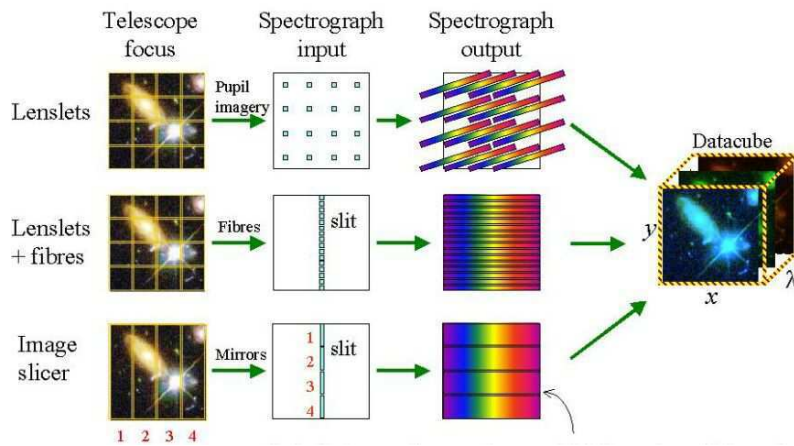 Telescope focus
Spectrograph input
Spectrograph output
Lenslets
Pupil imagery
Datacube
Lenslets + fibres
Fibres
slit
y
x
λ
Image slicer
Mirrors
1
2
3
4
slit
1 2 3 4